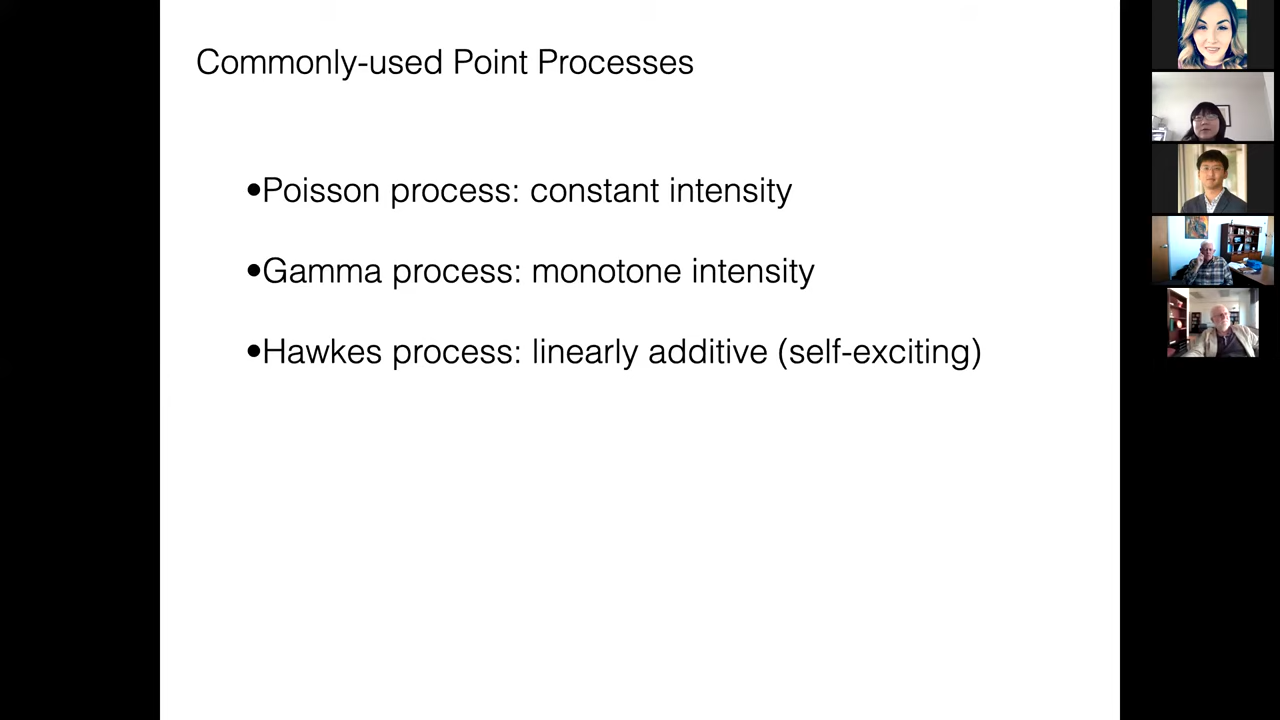 Commonly-used Point Processes
•Poisson process: constant intensity
•Gamma process: monotone intensity
•Hawkes process: linearly additive (self-exciting)